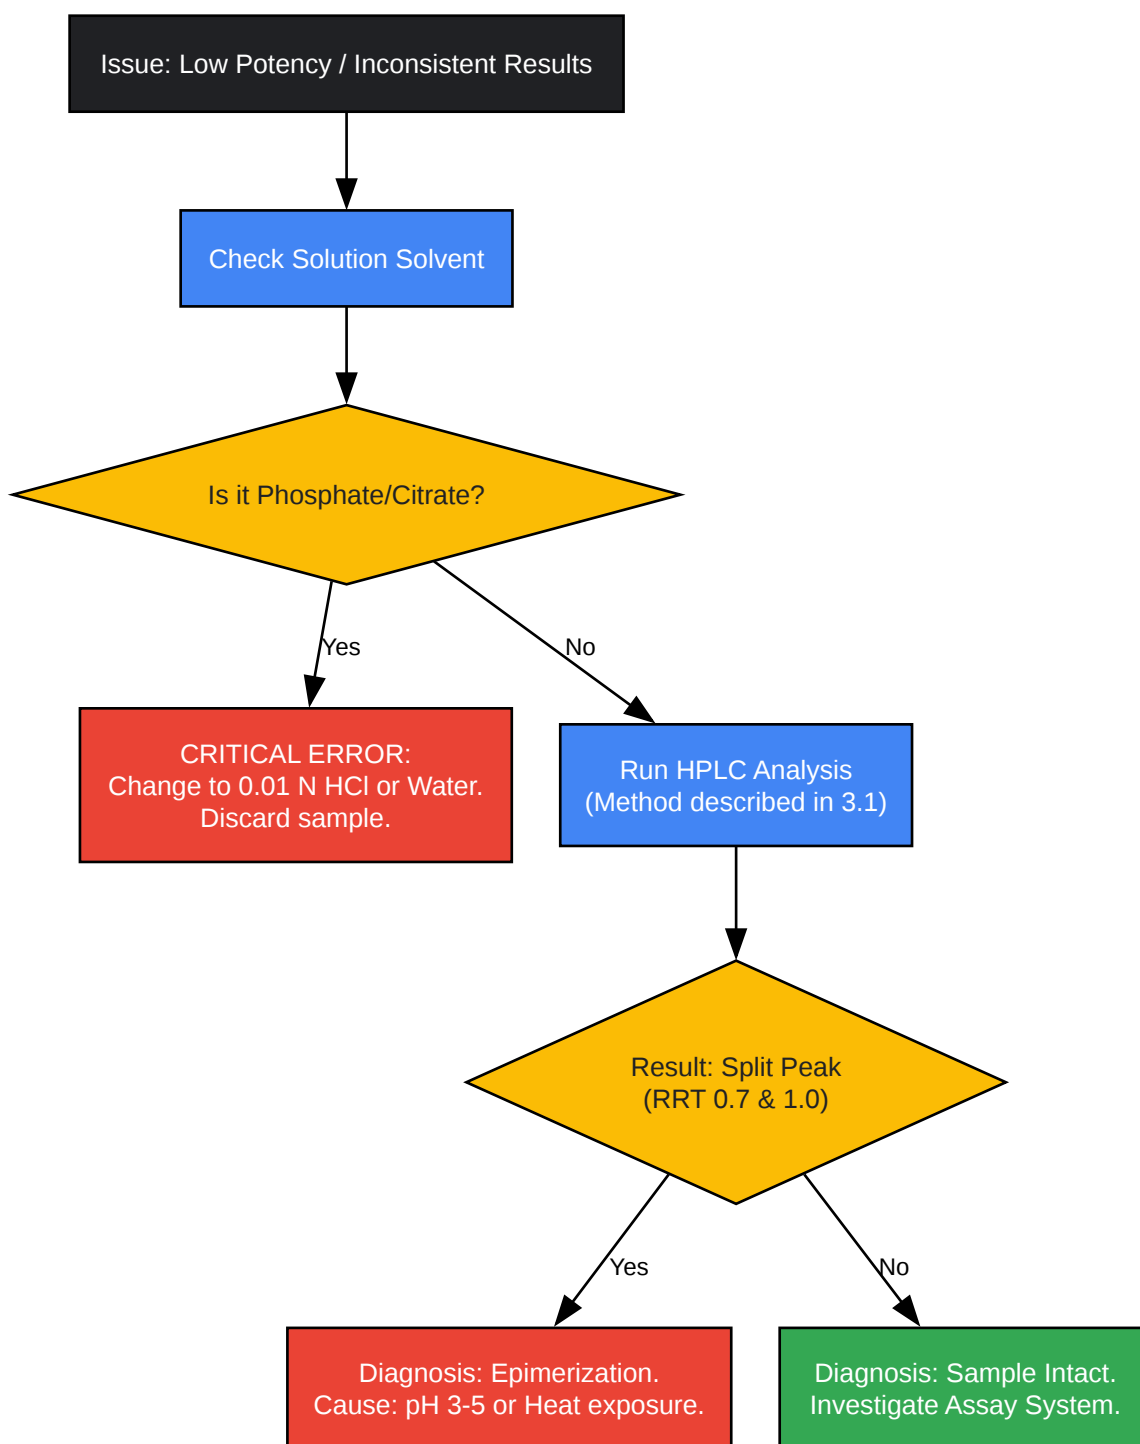 Issue: Low Potency / Inconsistent Results
Check Solution Solvent
Is it Phosphate/Citrate?
Yes
No
CRITICAL ERROR:
Change to 0.01 N HCl or Water.
Discard sample.
Run HPLC Analysis
(Method described in 3.1)
Result: Split Peak
(RRT 0.7 & 1.0)
Yes
No
Diagnosis: Epimerization.
Cause: pH 3-5 or Heat exposure.
Diagnosis: Sample Intact.
Investigate Assay System.